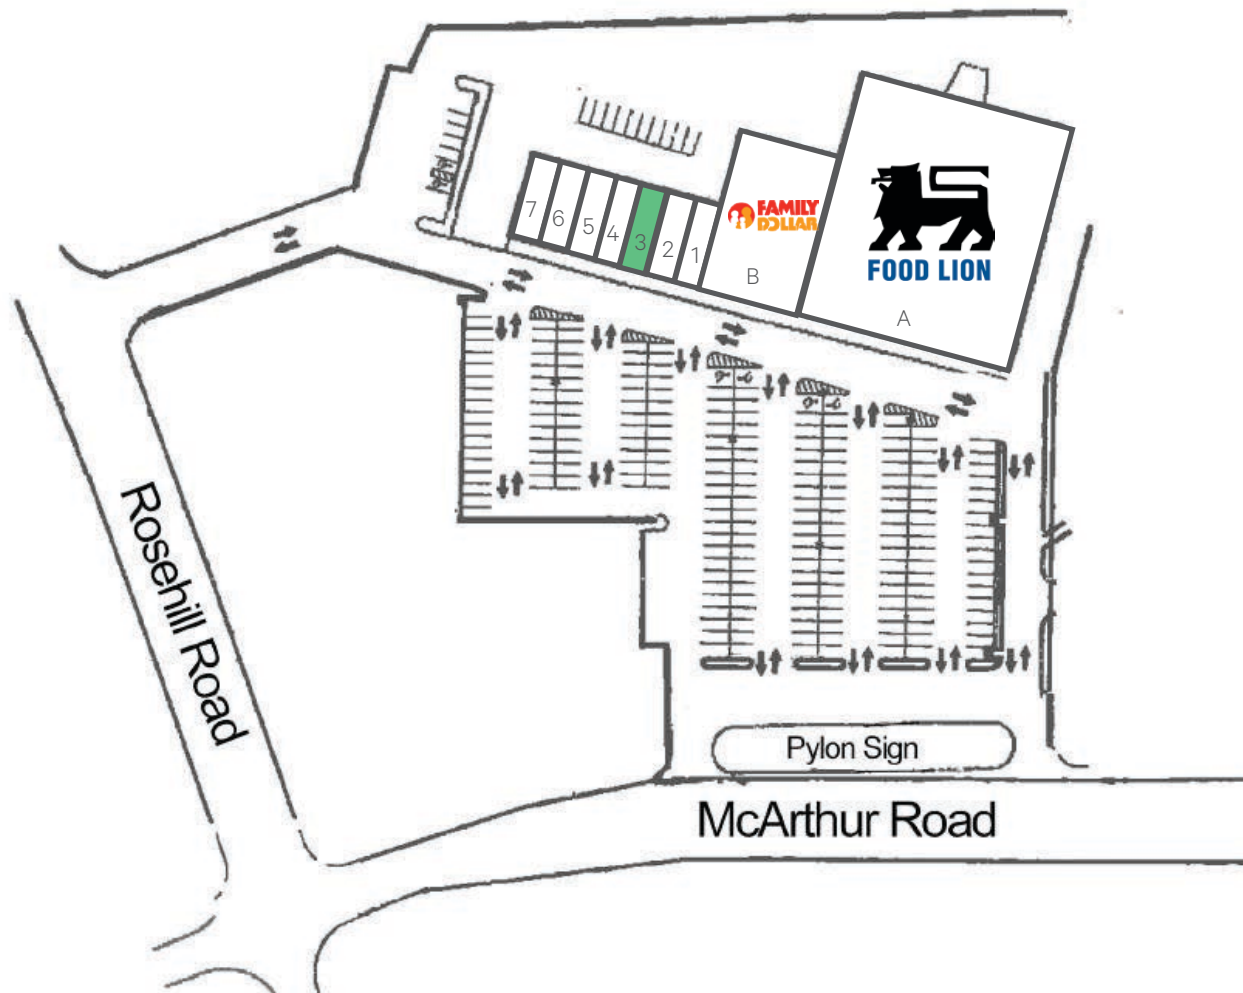 7
6
5
4
3
2
1
FAMILY
DOLLAR
B
FOOD LION
A
Rosehill Road
Pylon Sign
McArthur Road